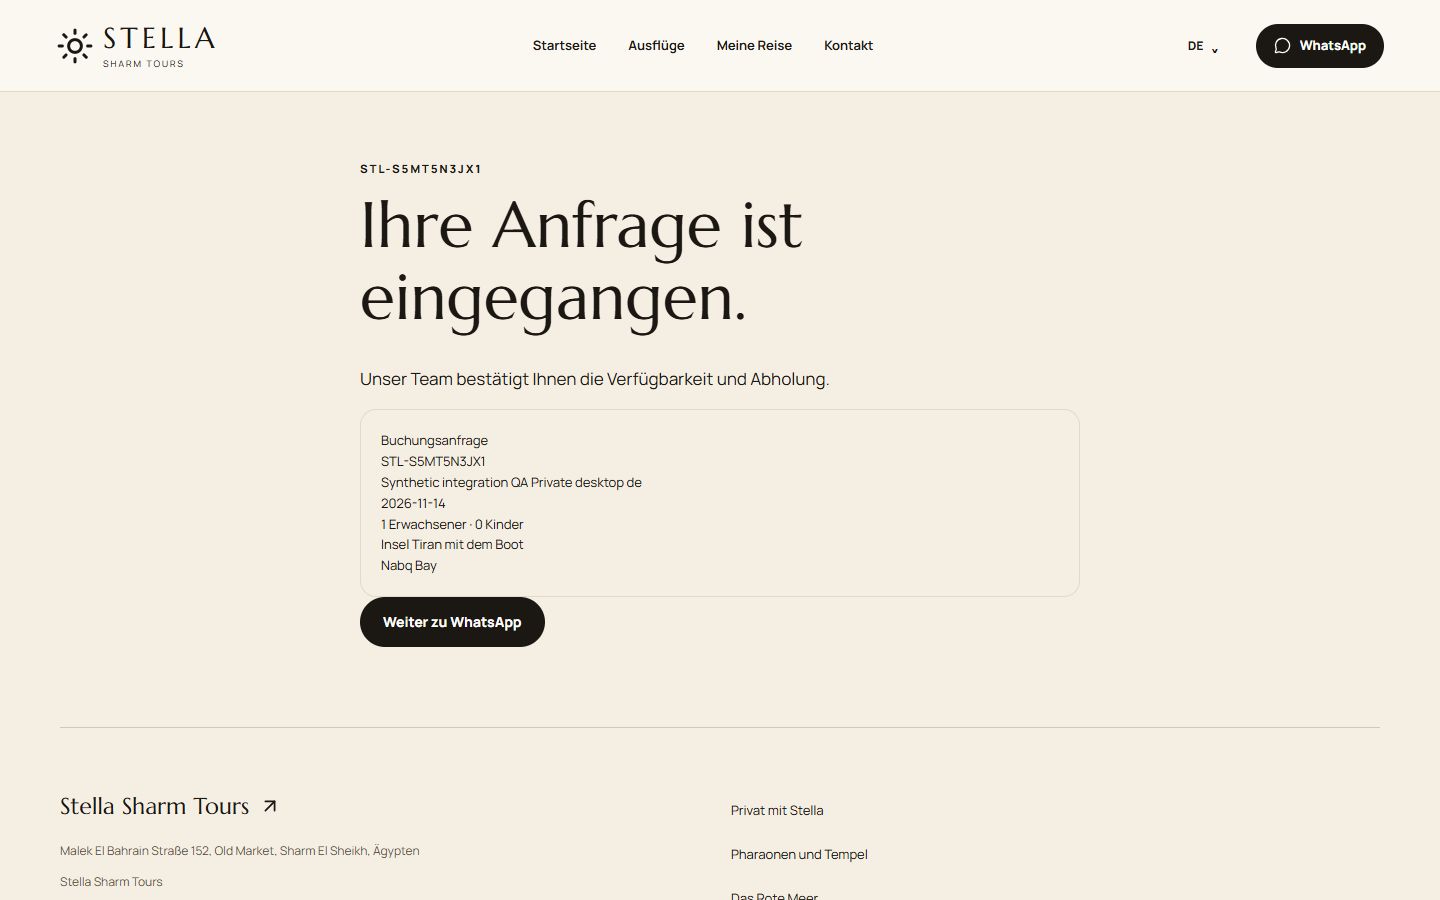 STELLA
SHARM TOURS
Startseite
Ausflüge
Meine Reise
Kontakt
DE
WhatsApp
STL-S5MT5N3JX1
Ihre Anfrage ist
eingegangen.
Unser Team bestätigt Ihnen die Verfügbarkeit und Abholung.
Buchungsanfrage
STL-S5MT5N3JX1
Synthetic integration QA Private desktop de
2026-11-14
1 Erwachsener · 0 Kinder
Insel Tiran mit dem Boot
Nabq Bay
Weiter zu WhatsApp
Stella Sharm Tours
Malek El Bahrain Straße 152, Old Market, Sharm El Sheikh, Ägypten
Stella Sharm Tours
Privat mit Stella
Pharaonen und Tempel
Das Rote Meer